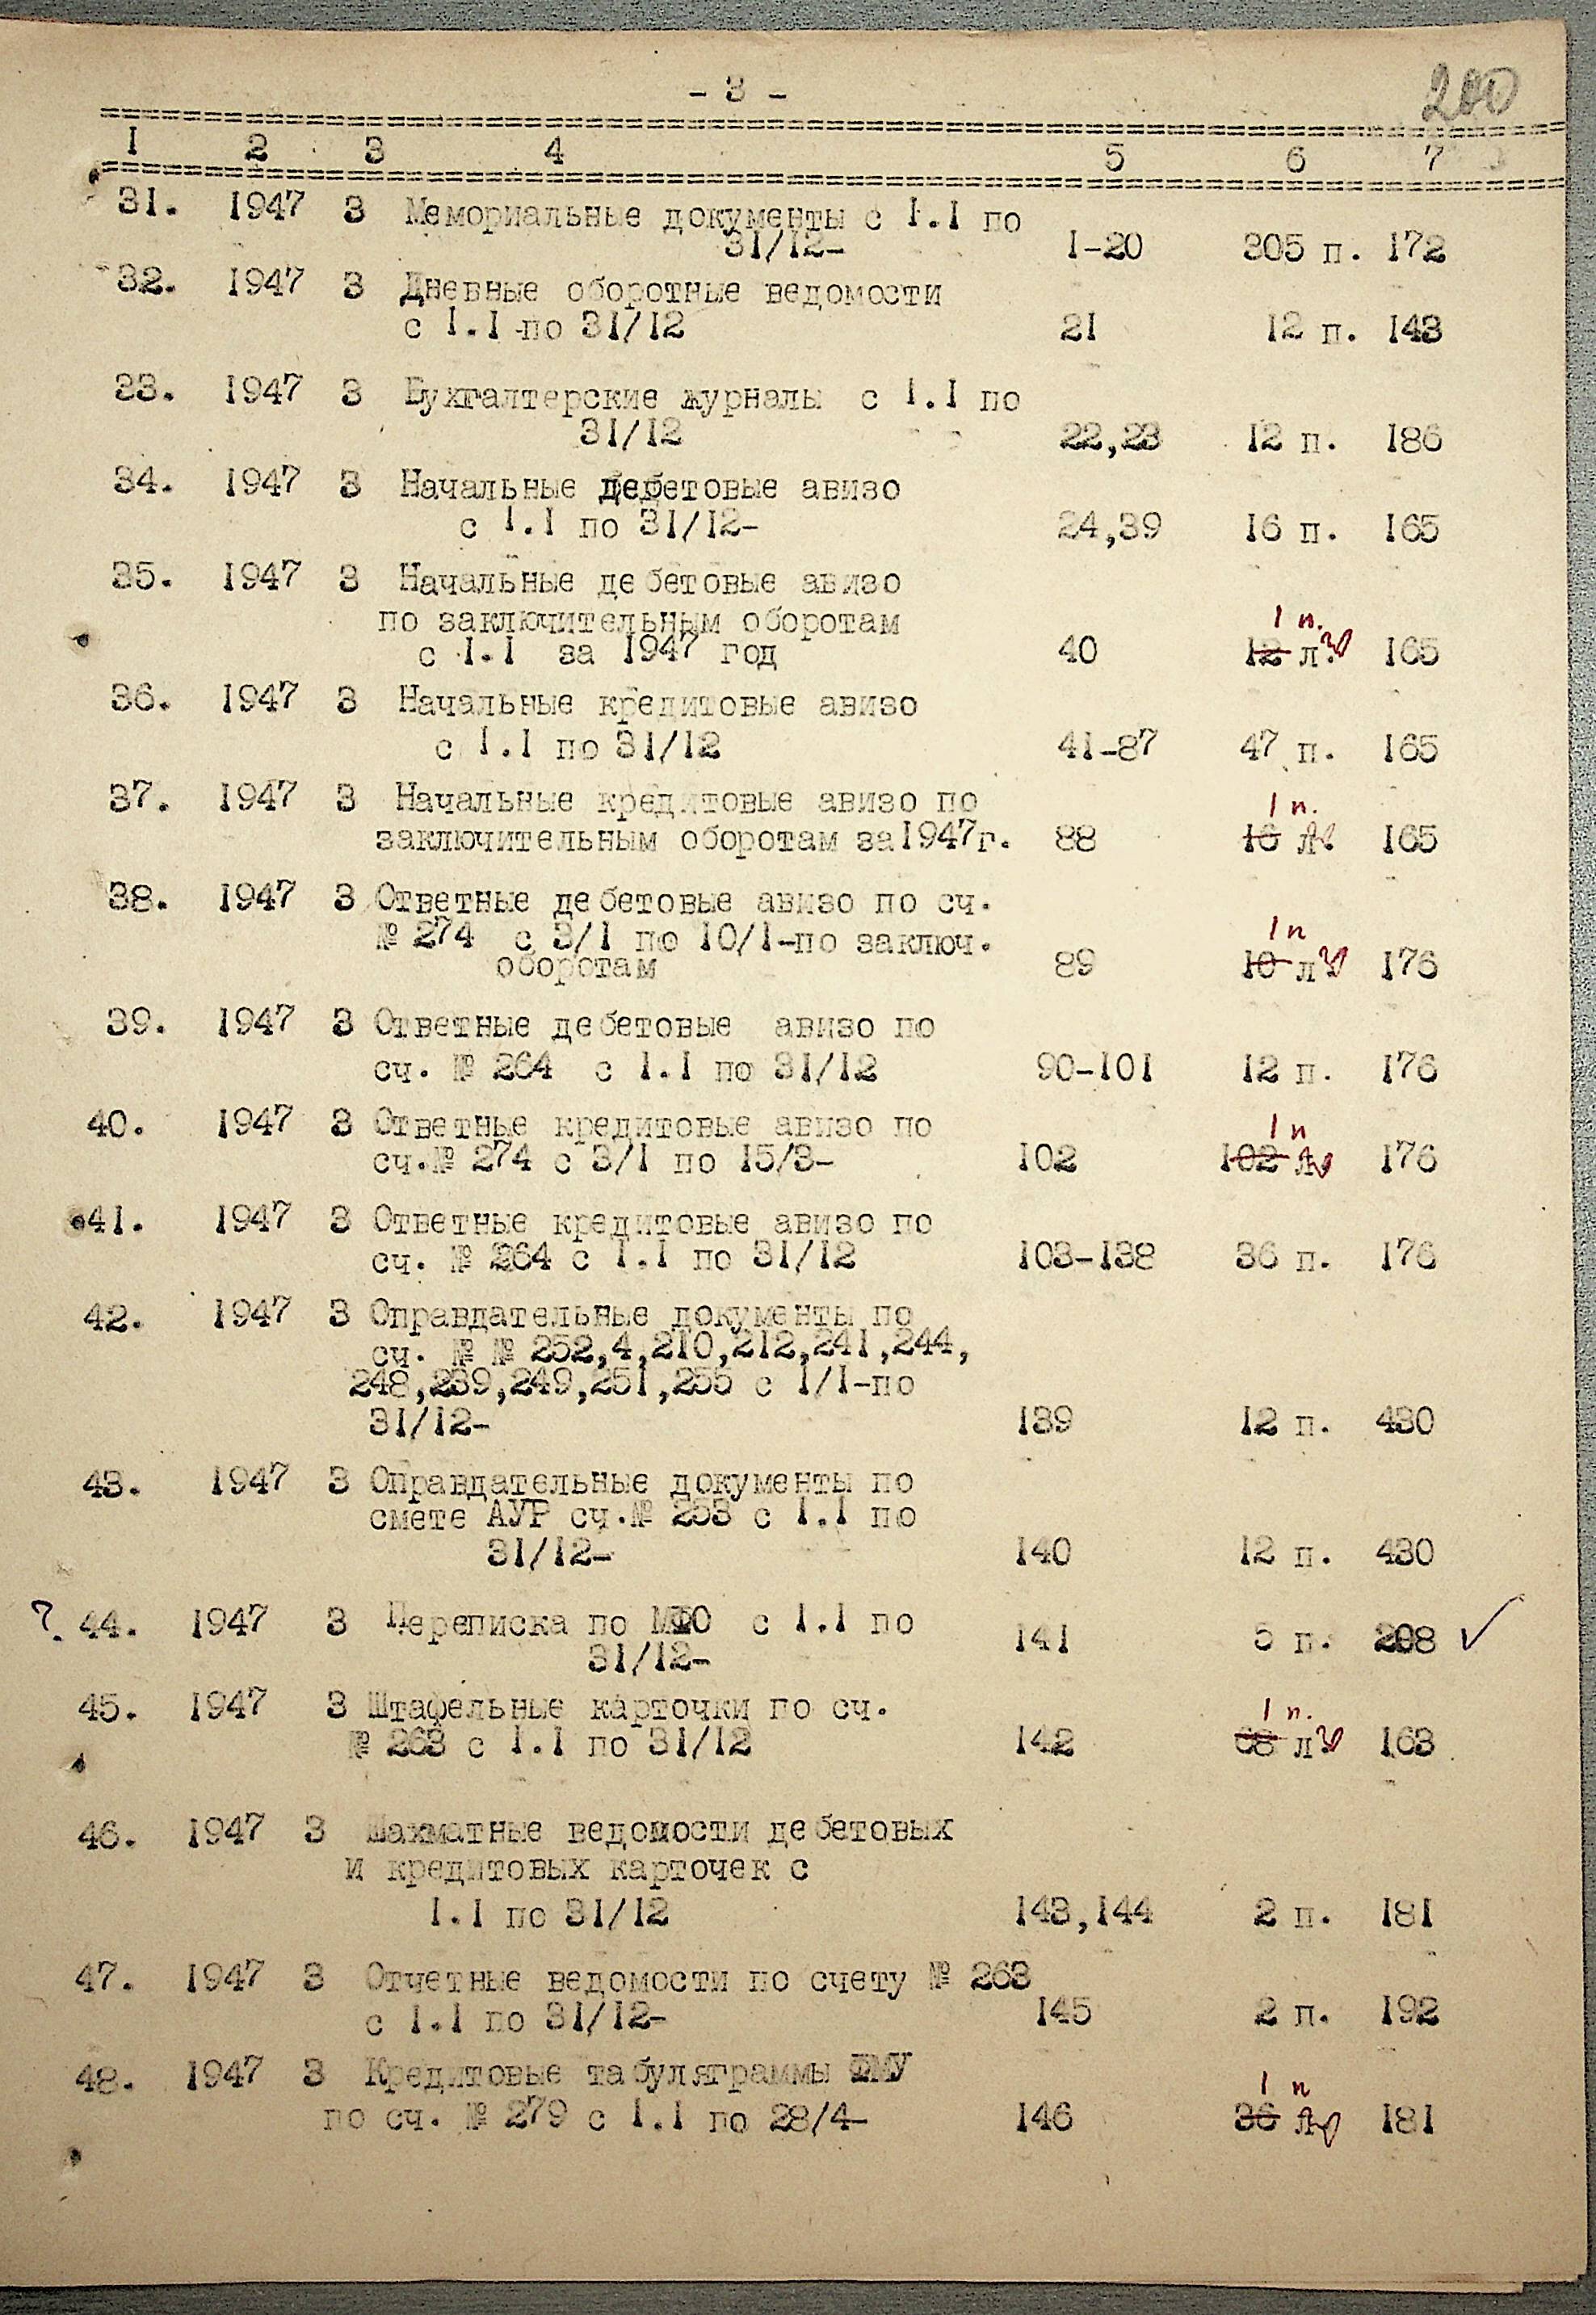 200
- 3 -
1 2 3 4 5 6 7
31. 1947 3 Мемориальные документы с 1.1 по
31/12- 1-20 305 п. 172
32. 1947 3 Дневные оборотные ведомости
с 1.1 -по 31/12 21 12 п. 143
33. 1947 3 Бухгалтерские журналы с 1.1 по
31/12 22,23 12 п. 186
34. 1947 3 Начальные дебетовые авизо
с 1.1 по 31/12- 24,39 16 п. 165
35. 1947 3 Начальные дебетовые авизо
по заключительным оборотам 1 п.
с 1.1 за 1947 год 40 12 л. 165
36. 1947 3 Начальные кредитовые авизо
с 1.1 по 31/12 41-87 47 п. 165
37. 1947 3 Начальные кредитовые авизо по 1 п.
заключительным оборотам за1947г. 88 16 л. 165
38. 1947 3 Ответные дебетовые авизо по сч.
№ 274 с 3/1 по 10/1-по заключ. 1 п
оборотам 89 10 л 176
39. 1947 3 Ответные дебетовые авизо по
сч. № 264 с 1.1 по 31/12 90-101 12 п. 176
40. 1947 3 Ответные кредитовые авизо по 1 п
сч.№ 274 с 3/1 по 15/3- 102 102 л 176
41. 1947 3 Ответные кредитовые авизо по
сч. № 264 с 1.1 по 31/12 103-138 36 п. 176
42. 1947 3 Оправдательные документы по
сч. № № 252,4,210,212,241,244,
248,239,249,251,255 с 1/1-по
31/12- 139 12 п. 430
43. 1947 3 Оправдательные документы по
смете АУР сч.№ 253 с 1.1 по
31/12- 140 12 п. 430
? 44. 1947 3 Переписка по МФО с 1.1 по
31/12- 141 5 п. 208 ✓
45. 1947 3 Штафельные карточки по сч. 1 п.
№ 263 с 1.1 по 31/12 142 68 л 163
46. 1947 3 Шахматные ведомости дебетовых
и кредитовых карточек с
1.1 по 31/12 143,144 2 п. 181
47. 1947 3 Отчетные ведомости по счету № 263
с 1.1 по 31/12- 145 2 п. 192
48. 1947 3 Кредитовые табуляграммы ФМУ 1 п
по сч. № 279 с 1.1 по 28/4- 146 36 л 181